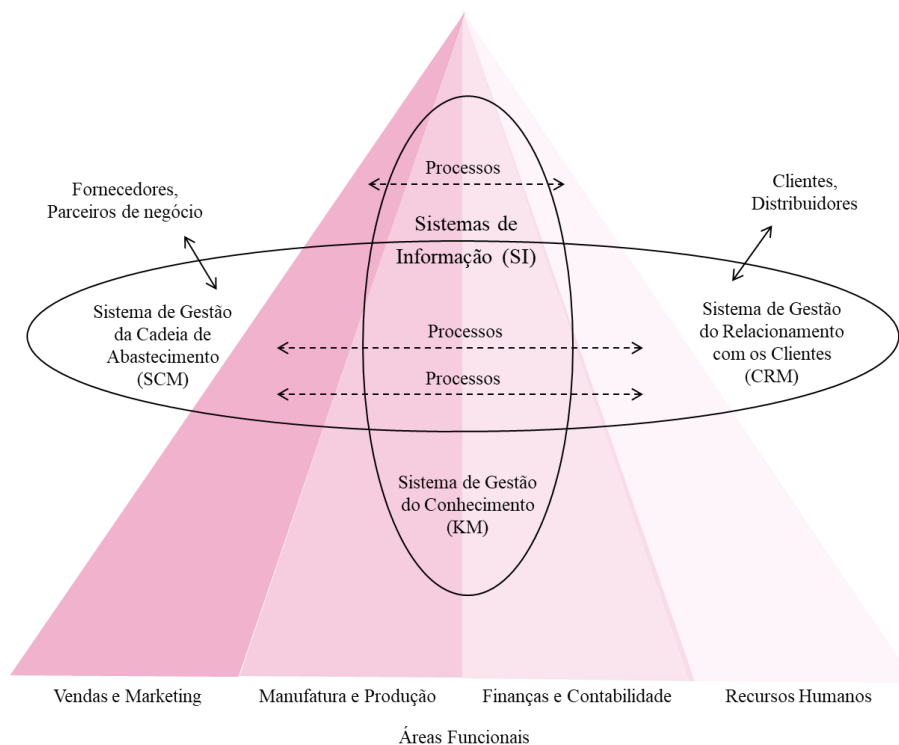 Processos
Fornecedores,
Parceiros de negócio
Clientes,
Distribuidores
Sistemas de
Informação (SI)
Sistema de Gestão
da Cadeia de
Abastecimento
(SCM)
Processos
Processos
Sistema de Gestão
do Relacionamento
com os Clientes
(CRM)
Sistema de Gestão
do Conhecimento
(KM)
Vendas e Marketing
Manufatura e Produção
Finanças e Contabilidade
Recursos Humanos
Áreas Funcionais